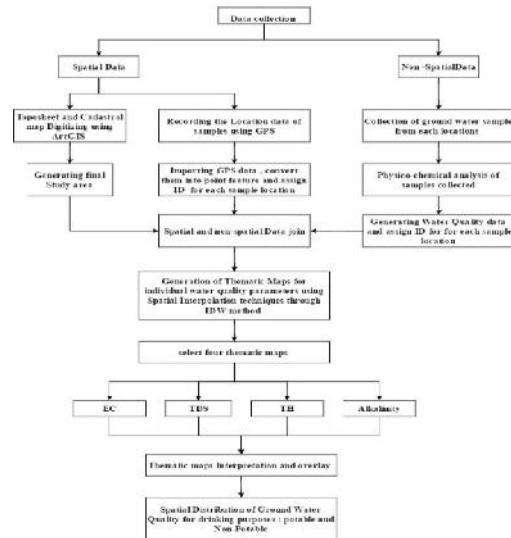 Data collection
Spatial Data
Non -SpatialData
Toposheet and Cadastral
map Digitizing using
ArcGIS
Recording the Location data of
samples using GPS
Collection of ground water sample
from each locations
Generating final
Study area
Importing GPS data , convert
them into point feature and assign
ID for each sample location
Physico-chemical analysis of
samples collected
Spatial and non spatial Data join
Generating Water Quality data
and assign ID for for each sample
location
Generation of Thematic Maps for
individual water quality parameters using
Spatial Interpolation techniques through
IDW method
select four thematic maps
EC
TDS
TH
Alkalinity
Thematic maps Interpretation and overlay
Spatial Distribution of Ground Water
Quality for drinking purposes : potable and
Non Potable